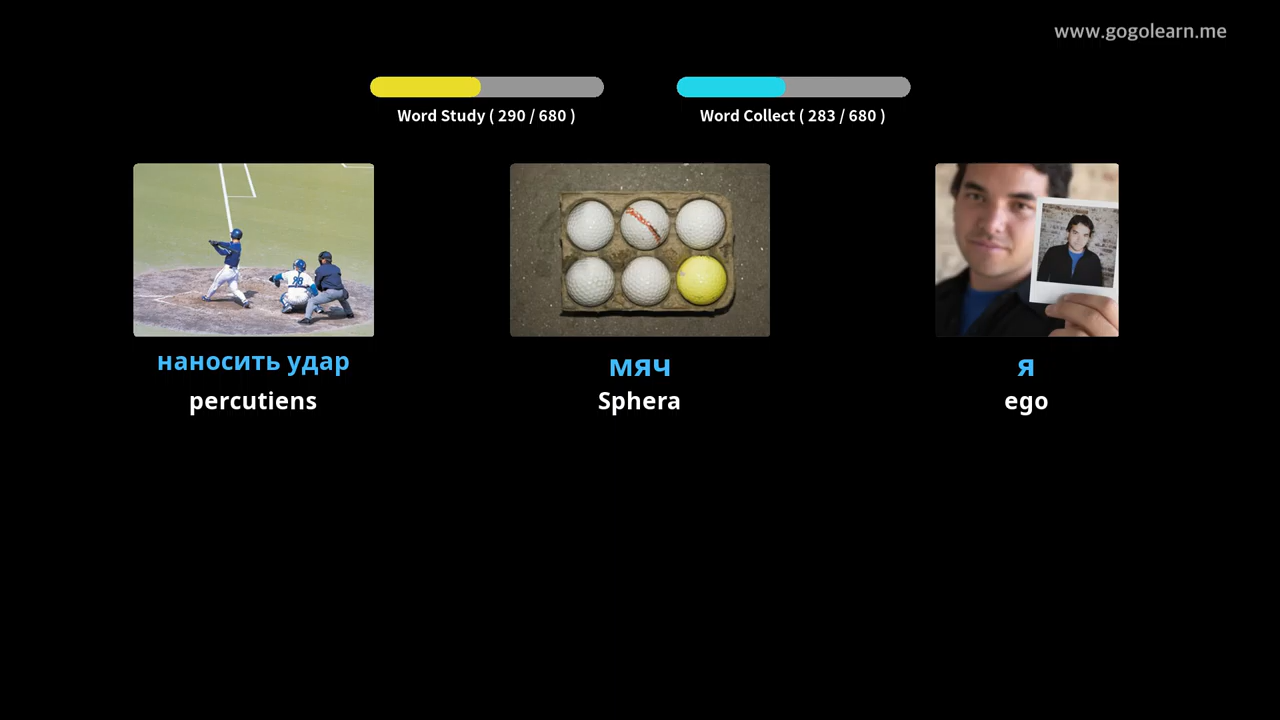 www.gogolearn.me
Word Study ( 290 / 680 )
Word Collect ( 283 / 680 )
наносить удар
percutiens
мяч
Sphera
я
ego